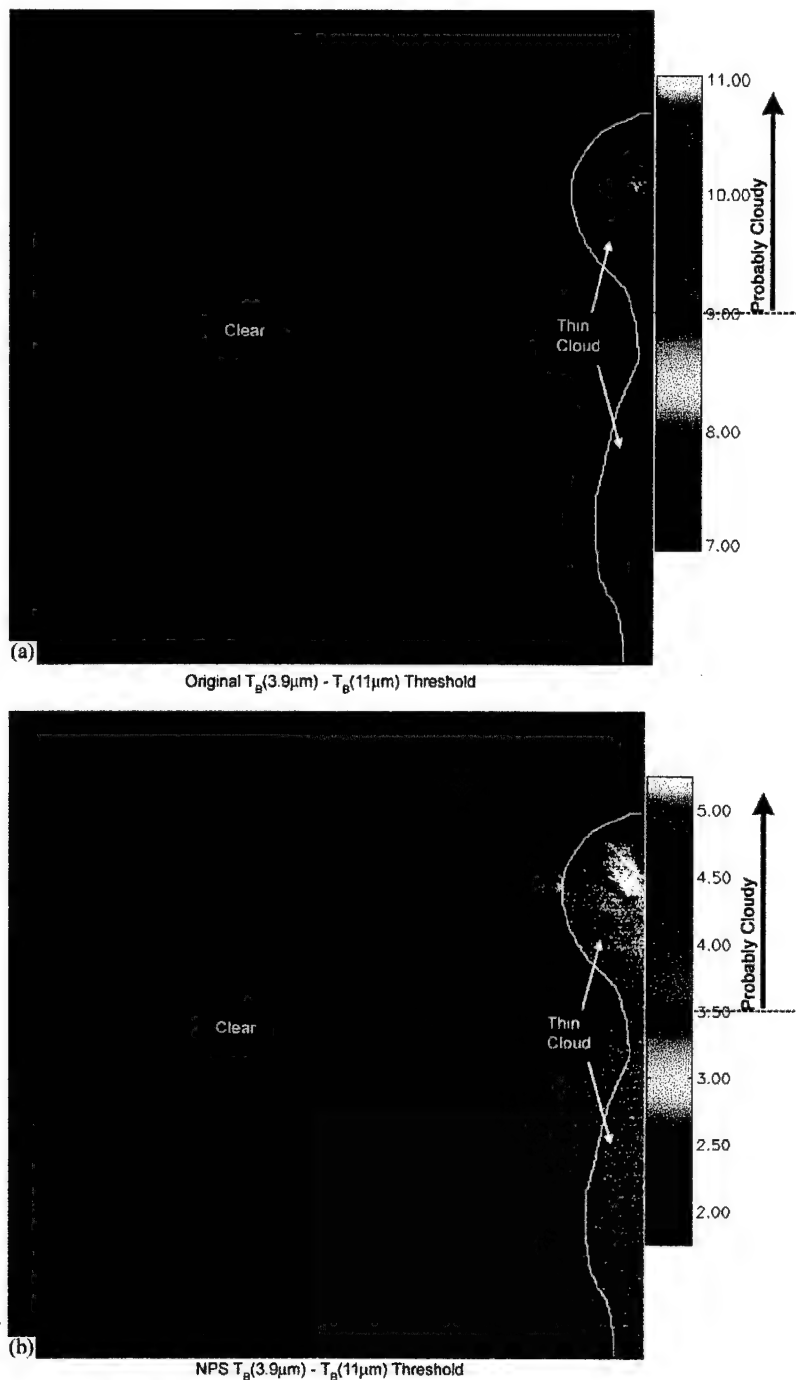 11.00
10.00
9.00
8.00
7.00
Probably Cloudy
Clear
Thin
Cloud
(a)
Original T_B(3.9μm) - T_B(11μm) Threshold
5.00
4.50
4.00
3.50
3.00
2.50
2.00
Probably Cloudy
Clear
Thin
Cloud
(b)
NPS T_B(3.9μm) - T_B(11μm) Threshold